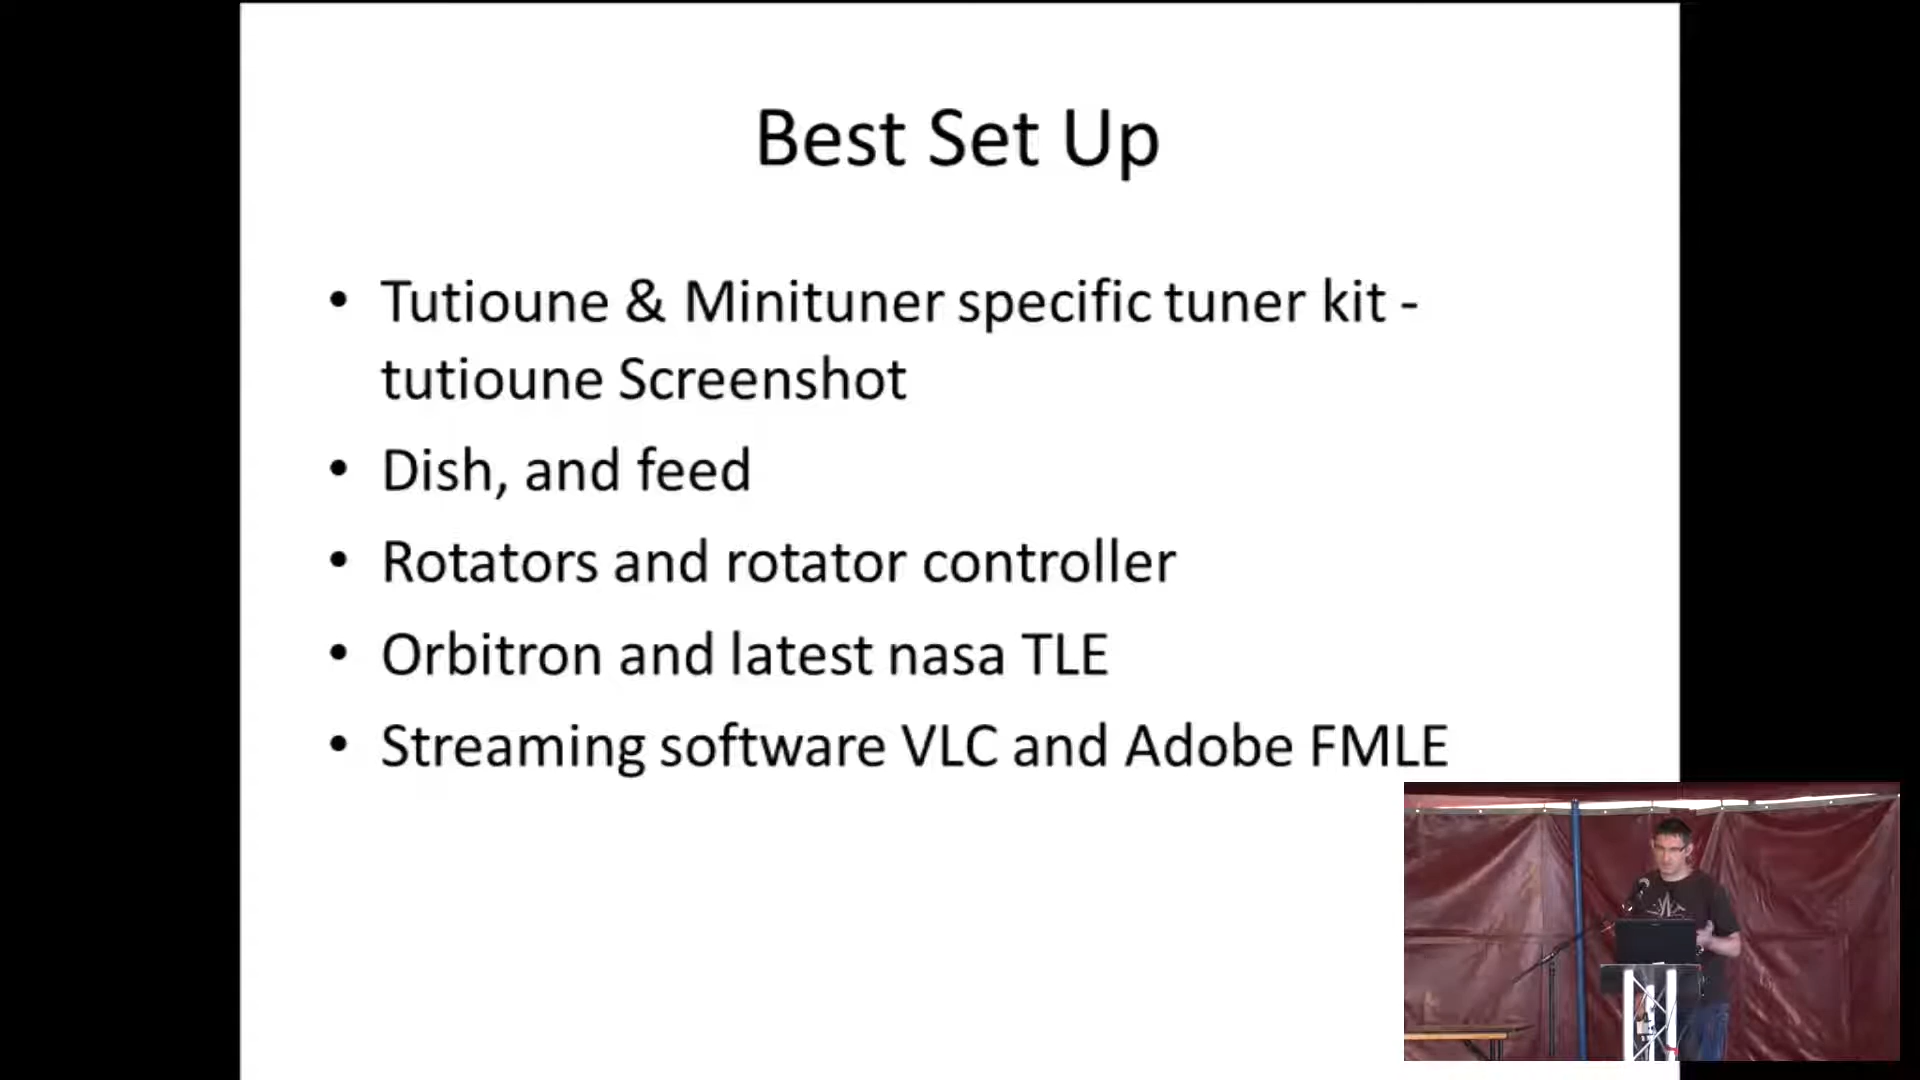 Best Set Up
• Tutioune & Minituner specific tuner kit -
tutioune Screenshot
• Dish, and feed
• Rotators and rotator controller
• Orbitron and latest nasa TLE
• Streaming software VLC and Adobe FMLE